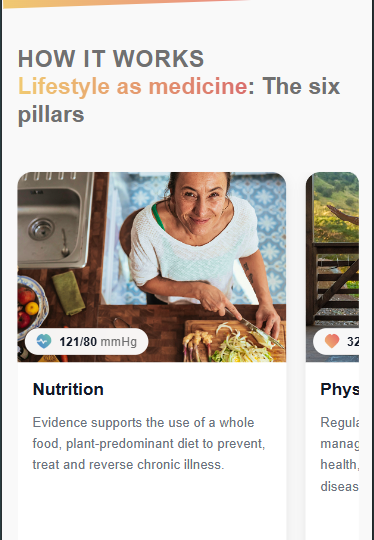 HOW IT WORKS
Lifestyle as medicine: The six
pillars
121/80 mmHg
32
Nutrition
Evidence supports the use of a whole
food, plant-predominant diet to prevent,
treat and reverse chronic illness.
Phys
Regula
manag
health,
diseas